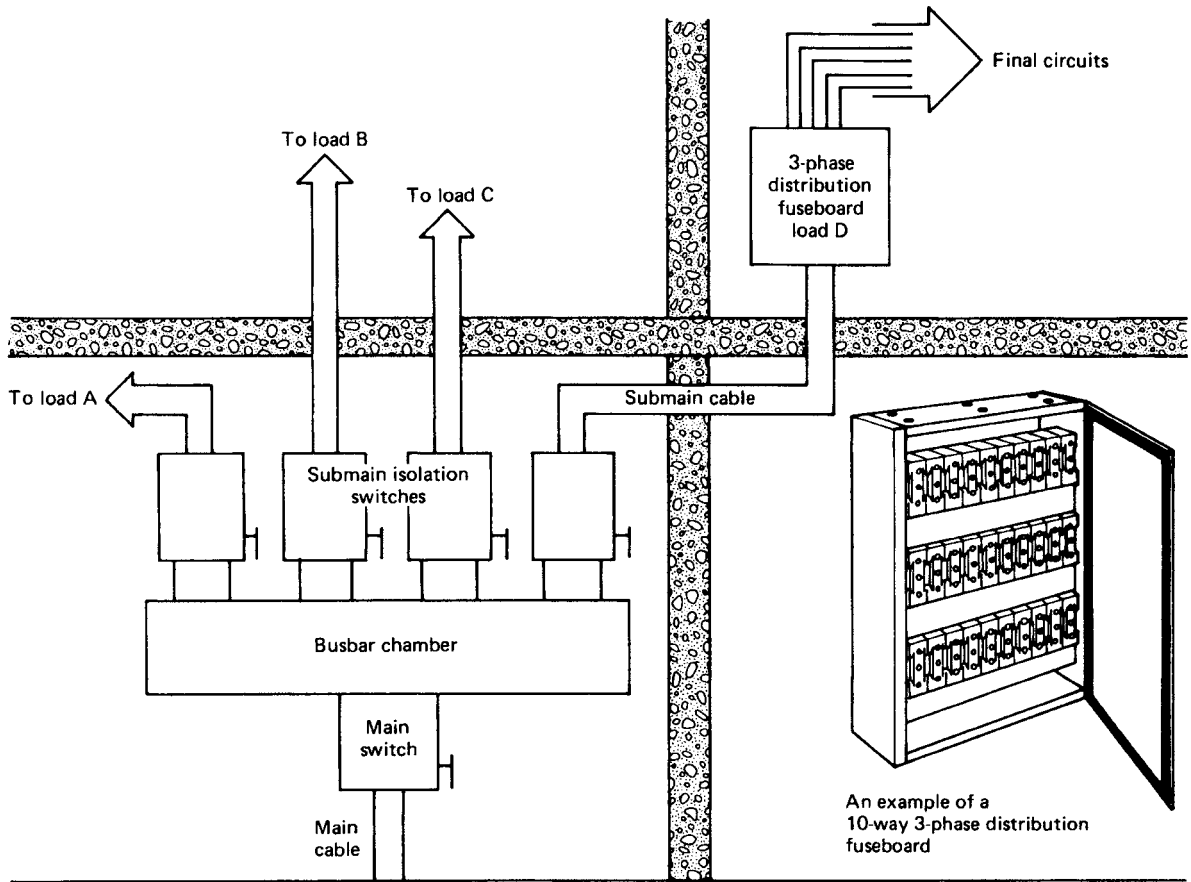 Final circuits
To load B
3-phase
distribution
fuseboard
load D
To load C
To load A
Submain cable
Submain isolation
switches
Busbar chamber
Main
switch
Main
cable
An example of a
10-way 3-phase distribution
fuseboard